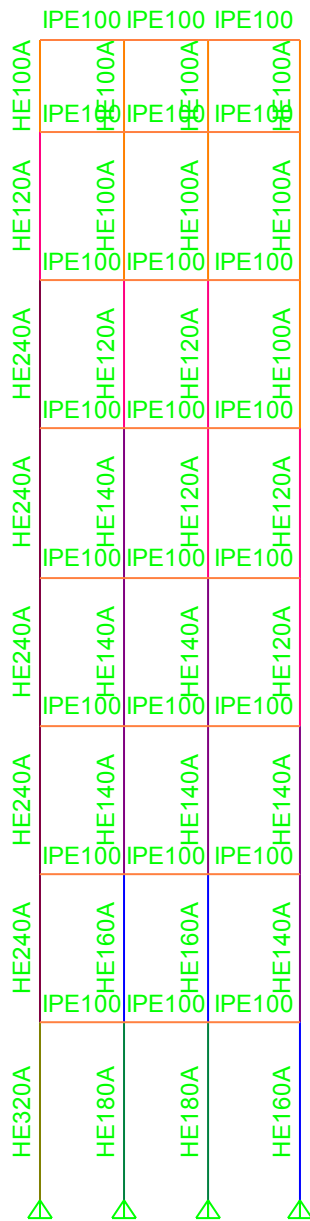 IPE100 IPE100 IPE100
HE100A HE100A HE100A HE100A
IPE100 IPE100 IPE100
HE120A HE100A HE100A HE100A
IPE100 IPE100 IPE100
HE240A HE120A HE120A HE100A
IPE100 IPE100 IPE100
HE240A HE140A HE120A HE120A
IPE100 IPE100 IPE100
HE240A HE140A HE140A HE120A
IPE100 IPE100 IPE100
HE240A HE140A HE140A HE140A
IPE100 IPE100 IPE100
HE240A HE160A HE160A HE140A
IPE100 IPE100 IPE100
HE320A HE180A HE180A HE160A